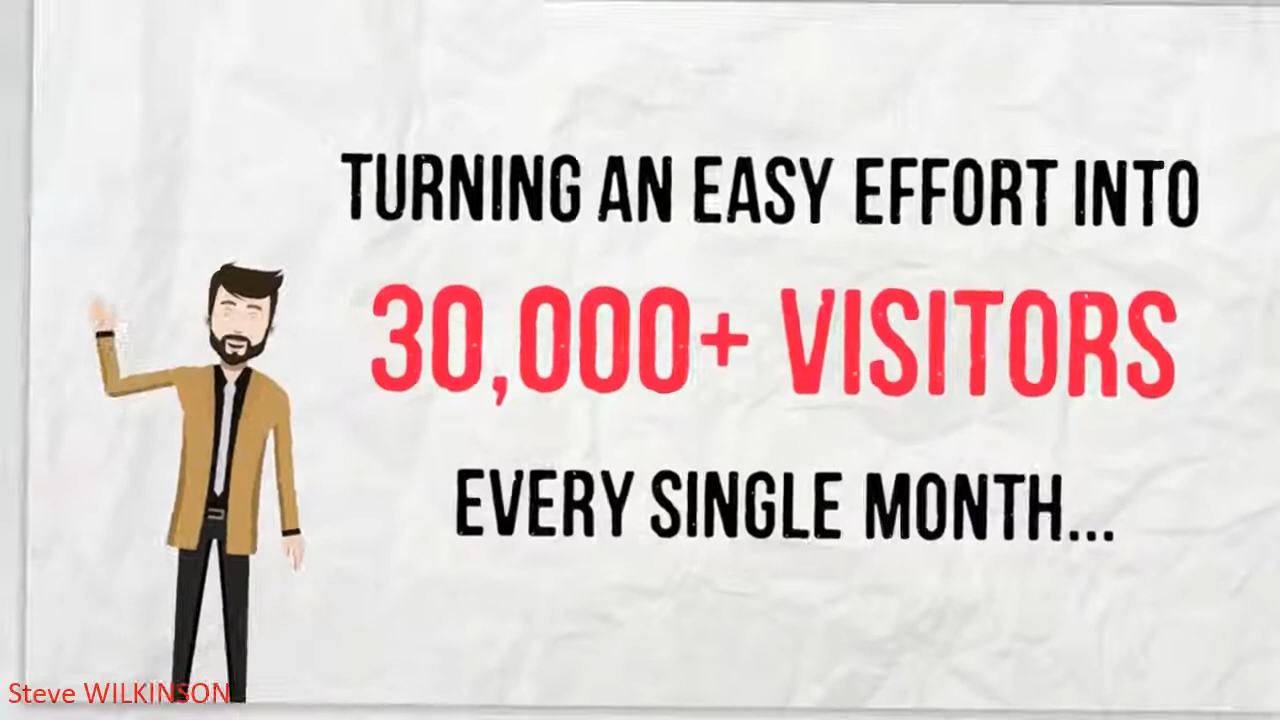 TURNING AN EASY EFFORT INTO
30,000+ VISITORS
EVERY SINGLE MONTH...
Steve WILKINSON